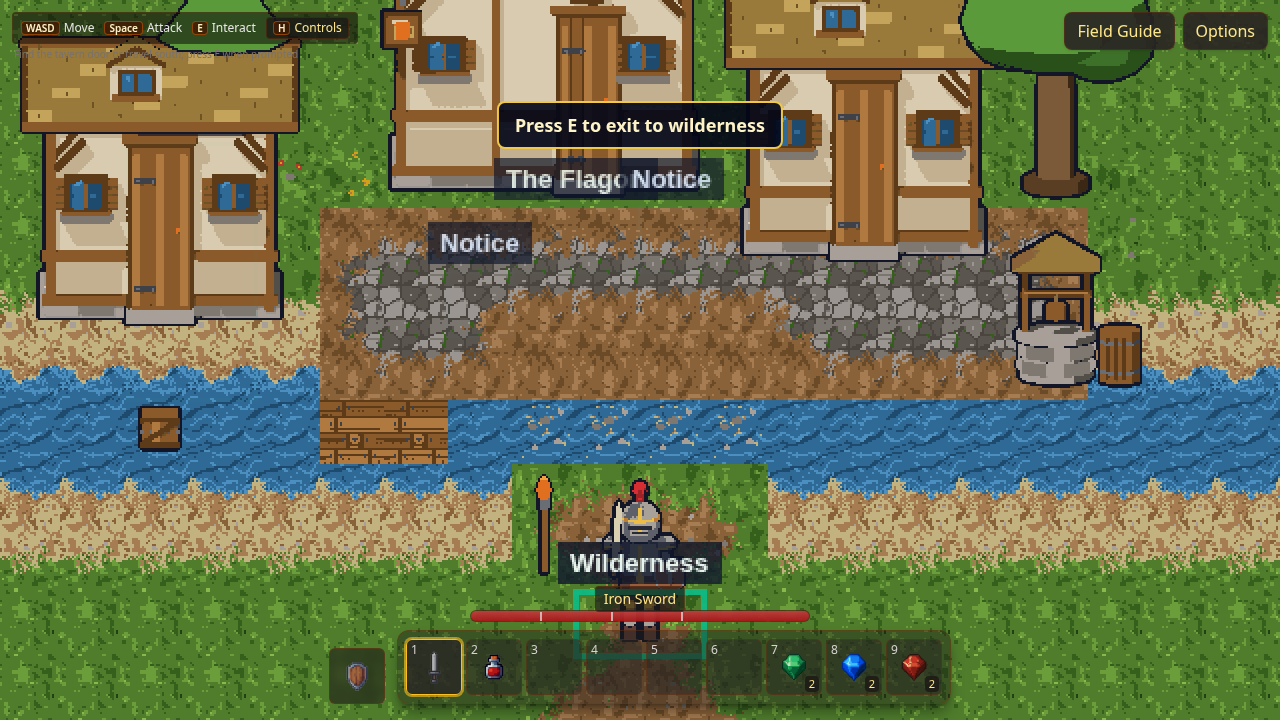 WASD Move Space Attack E Interact H Controls
Field Guide
Options
Press E to exit to wilderness
The Flag
Notice
Notice
Wilderness
Iron Sword
1 2 3 4 5 6 7 8 9
2 2 2